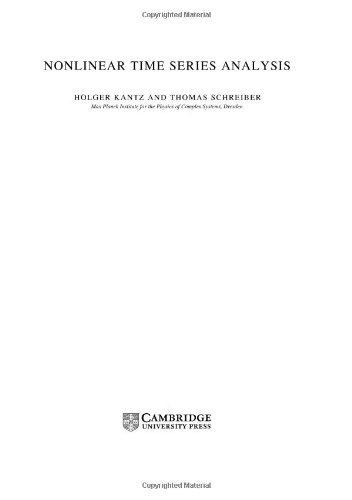 Copyrighted Material
NONLINEAR TIME SERIES ANALYSIS
HOLGER KANTZ AND THOMAS SCHREIBER
Max Planck Institute for the Physics of Complex Systems, Dresden
CAMBRIDGE
UNIVERSITY PRESS
Copyrighted Material